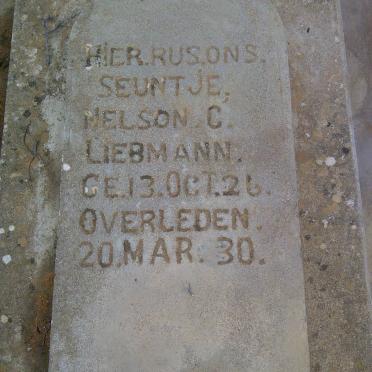 HIER.RUS.ONS.
SEUNTJE.
NELSON.C.
LIEBMANN.
GE.13.OCT.26.
OVERLEDEN.
20.MAR.30.